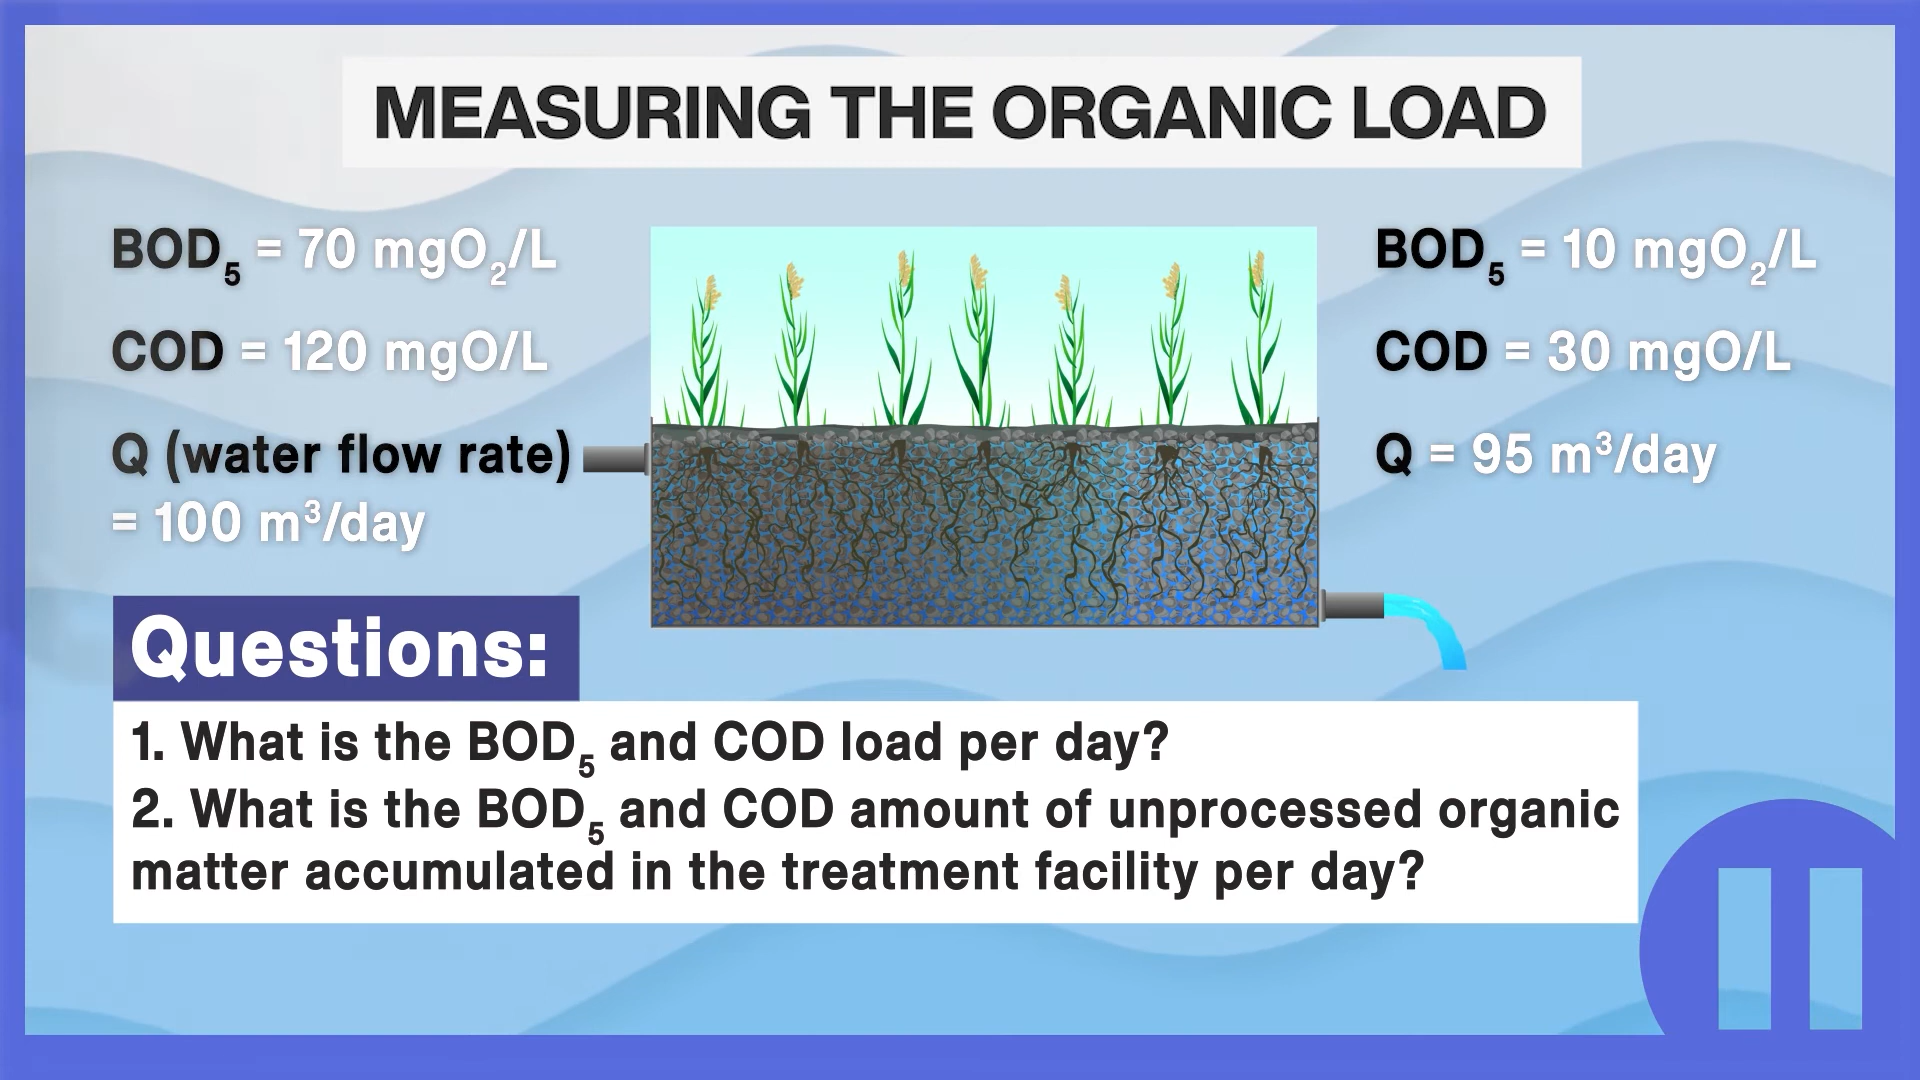 MEASURING THE ORGANIC LOAD
BOD₅ = 70 mgO₂/L
COD = 120 mgO/L
Q (water flow rate)
= 100 m³/day
BOD₅ = 10 mgO₂/L
COD = 30 mgO/L
Q = 95 m³/day
Questions:
1. What is the BOD₅ and COD load per day?
2. What is the BOD₅ and COD amount of unprocessed organic
matter accumulated in the treatment facility per day?